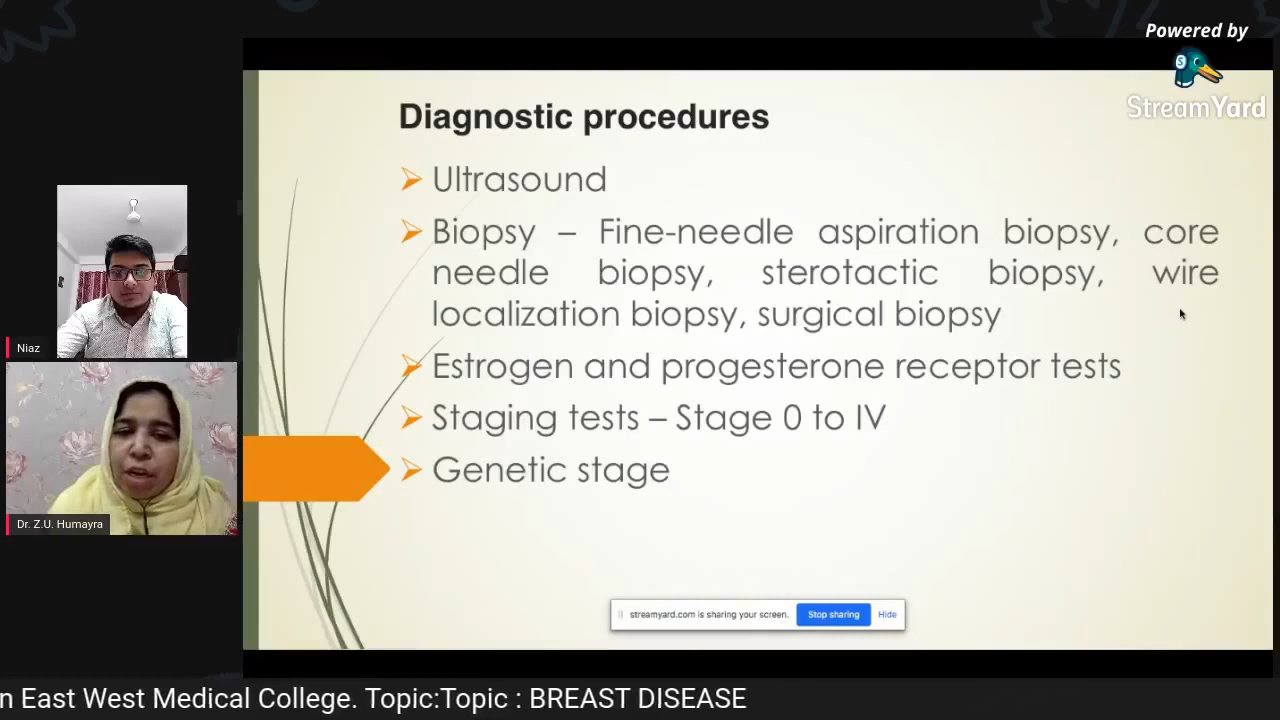 Powered by
StreamYard
Diagnostic procedures
Ultrasound
Biopsy – Fine-needle aspiration biopsy, core
needle biopsy, sterotactic biopsy, wire
localization biopsy, surgical biopsy
Estrogen and progesterone receptor tests
Staging tests – Stage 0 to IV
Genetic stage
Niaz
Dr. Z.U. Humayra
streamyard.com is sharing your screen. Stop sharing Hide
n East West Medical College. Topic:Topic : BREAST DISEASE